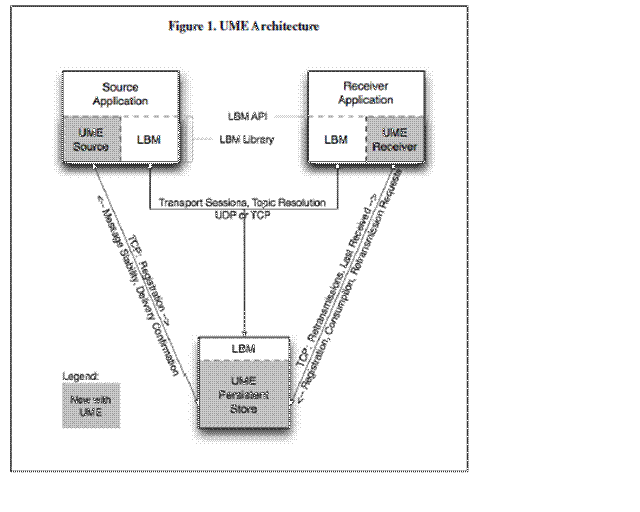 Figure 1. UME Architecture
Source
Application
Receiver
Application
LBM API
UME
Source
LBM
LBM Library
LBM
UME
Receiver
Transport Sessions, Topic Resolution
UDP or TCP
TCP: Registration -->
<-- Message Stability, Delivery Confirmation
TCP: Retransmissions, Last Received -->
<-- Registration, Consumption, Retransmission Requests
LBM
UME
Persistent
Store
Legend:
New with
UME